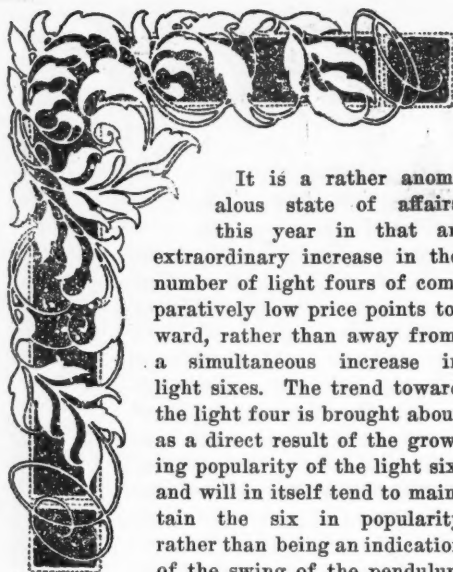 It is a rather anom
alous state of affairs
this year in that an
extraordinary increase in the
number of light fours of com
paratively low price points to
ward, rather than away from
a simultaneous increase in
light sixes. The trend toward
the light four is brought about
as a direct result of the grow
ing popularity of the light six
and will in itself tend to main
tain the six in popularity
rather than being an indication
of the swing of the pendulum